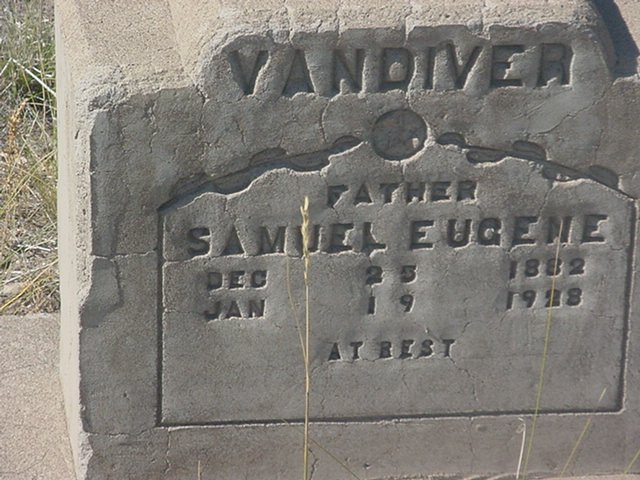 VANDIVER
FATHER
SAMUEL EUGENE
DEC 25 1882
JAN 19 1928
AT REST